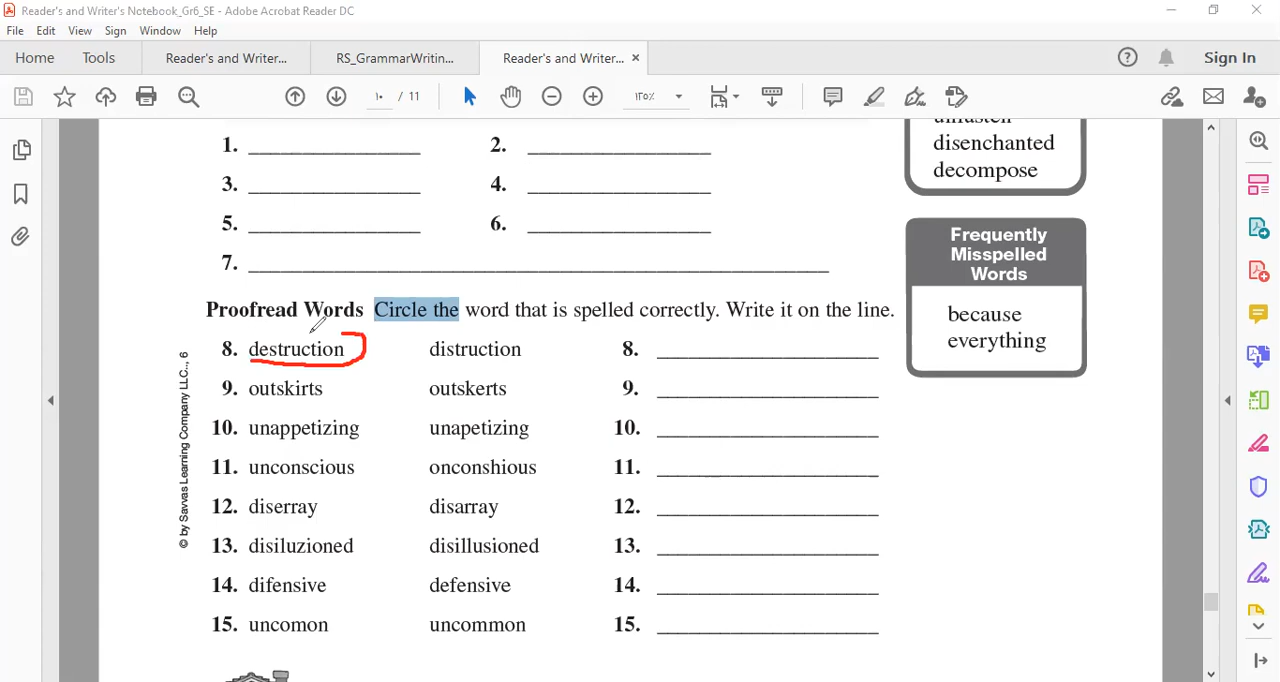 Reader's and Writer's Notebook_Gr6_SE - Adobe Acrobat Reader DC
File Edit View Sign Window Help
Home Tools Reader's and Writer... RS_GrammarWritin... Reader's and Writer... × Sign In
١٠ / 11 ١٢٥٪
disenchanted
decompose
1. 2.
3. 4.
5. 6.
7.
Frequently
Misspelled
Words
because
everything
Proofread Words Circle the word that is spelled correctly. Write it on the line.
8. destruction distruction 8.
9. outskirts outskerts 9.
10. unappetizing unapetizing 10.
11. unconscious onconshious 11.
12. diserray disarray 12.
13. disiluzioned disillusioned 13.
14. difensive defensive 14.
15. uncomon uncommon 15.
© by Savvas Learning Company LLC.., 6